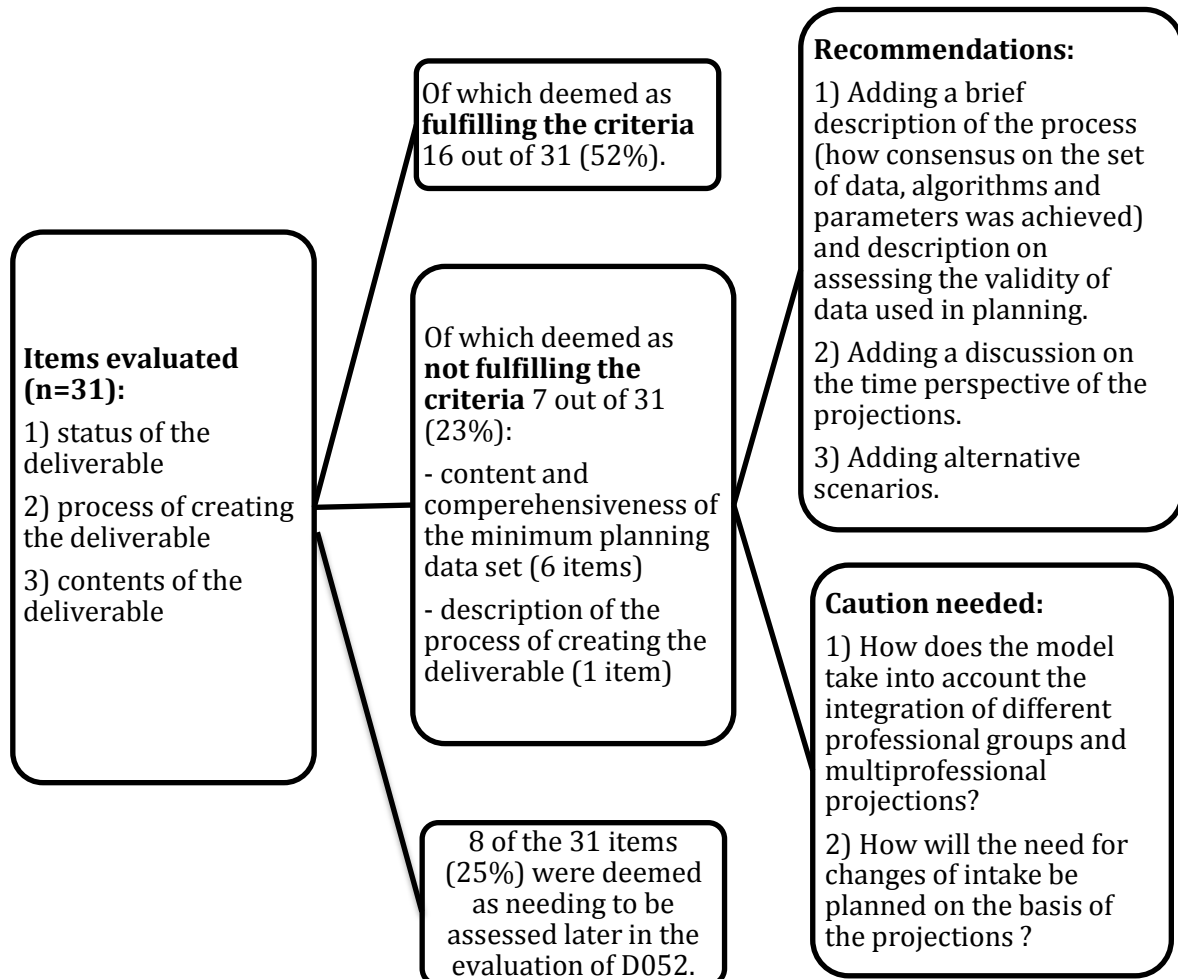 Items evaluated
(n=31):
1) status of the
deliverable
2) process of creating
the deliverable
3) contents of the
deliverable
Of which deemed as
fulfilling the criteria
16 out of 31 (52%).
Of which deemed as
not fulfilling the
criteria 7 out of 31
(23%):
- content and
comperehensiveness of
the minimum planning
data set (6 items)
- description of the
process of creating the
deliverable (1 item)
8 of the 31 items
(25%) were deemed
as needing to be
assessed later in the
evaluation of D052.
Recommendations:
1) Adding a brief
description of the process
(how consensus on the set
of data, algorithms and
parameters was achieved)
and description on
assessing the validity of
data used in planning.
2) Adding a discussion on
the time perspective of the
projections.
3) Adding alternative
scenarios.
Caution needed:
1) How does the model
take into account the
integration of different
professional groups and
multiprofessional
projections?
2) How will the need for
changes of intake be
planned on the basis of
the projections ?